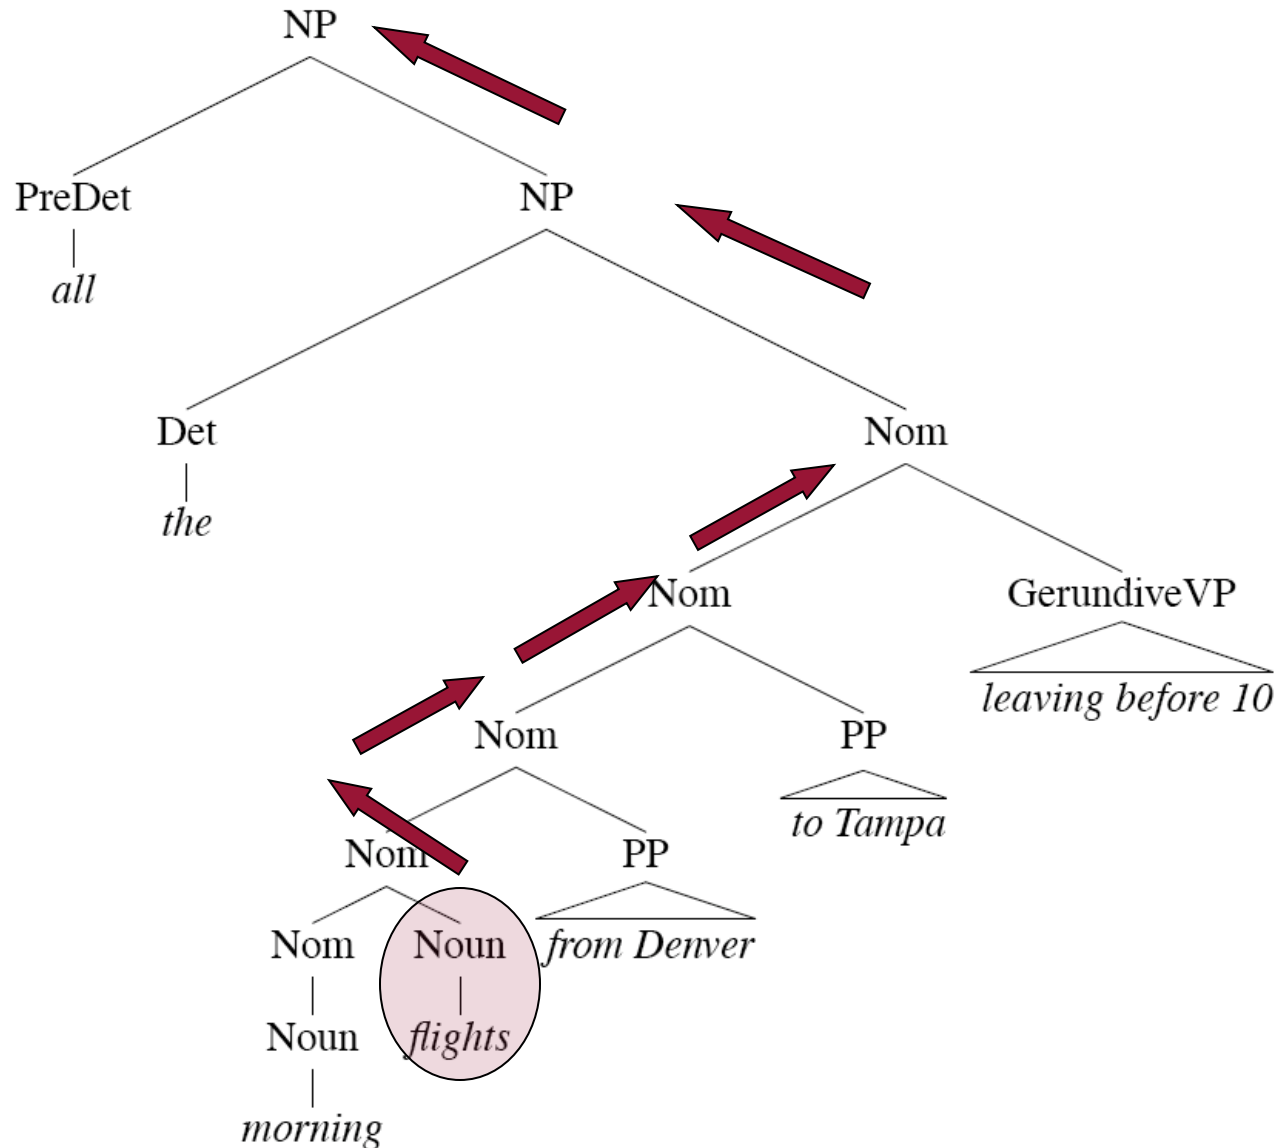 NP
PreDet NP
all
Det Nom
the
Nom GerundiveVP
leaving before 10
Nom PP
to Tampa
Nom PP
Nom Noun from Denver
Noun flights
morning